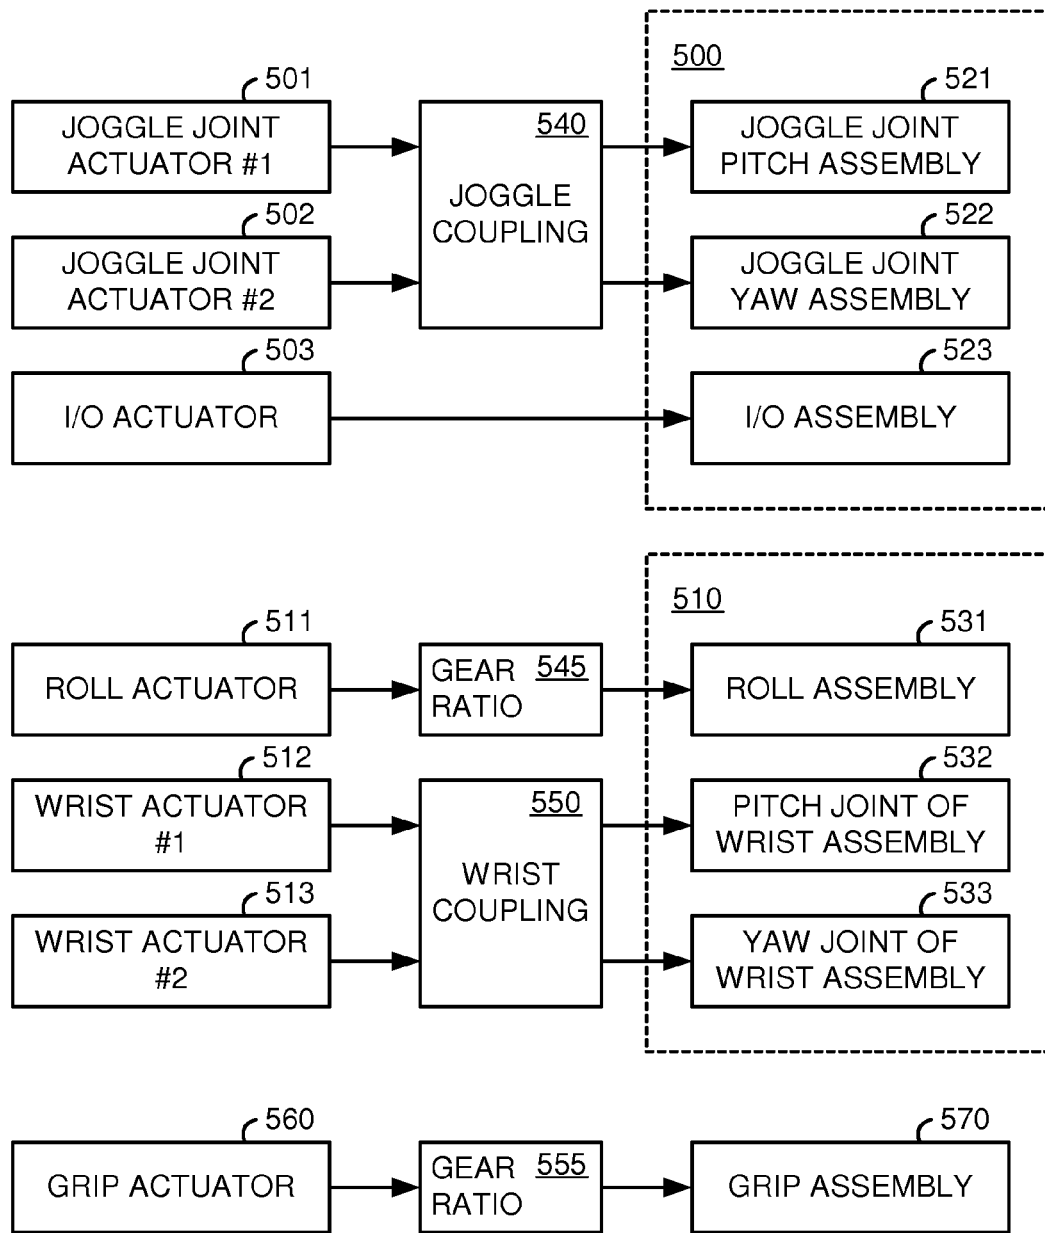 500
501
521
JOGGLE JOINT
ACTUATOR #1
540
JOGGLE
COUPLING
JOGGLE JOINT
PITCH ASSEMBLY
502
522
JOGGLE JOINT
ACTUATOR #2
JOGGLE JOINT
YAW ASSEMBLY
503
523
I/O ACTUATOR
I/O ASSEMBLY
510
511
531
ROLL ACTUATOR
GEAR
RATIO
545
ROLL ASSEMBLY
512
532
WRIST ACTUATOR
#1
550
WRIST
COUPLING
PITCH JOINT OF
WRIST ASSEMBLY
513
533
WRIST ACTUATOR
#2
YAW JOINT OF
WRIST ASSEMBLY
560
570
GRIP ACTUATOR
GEAR
RATIO
555
GRIP ASSEMBLY